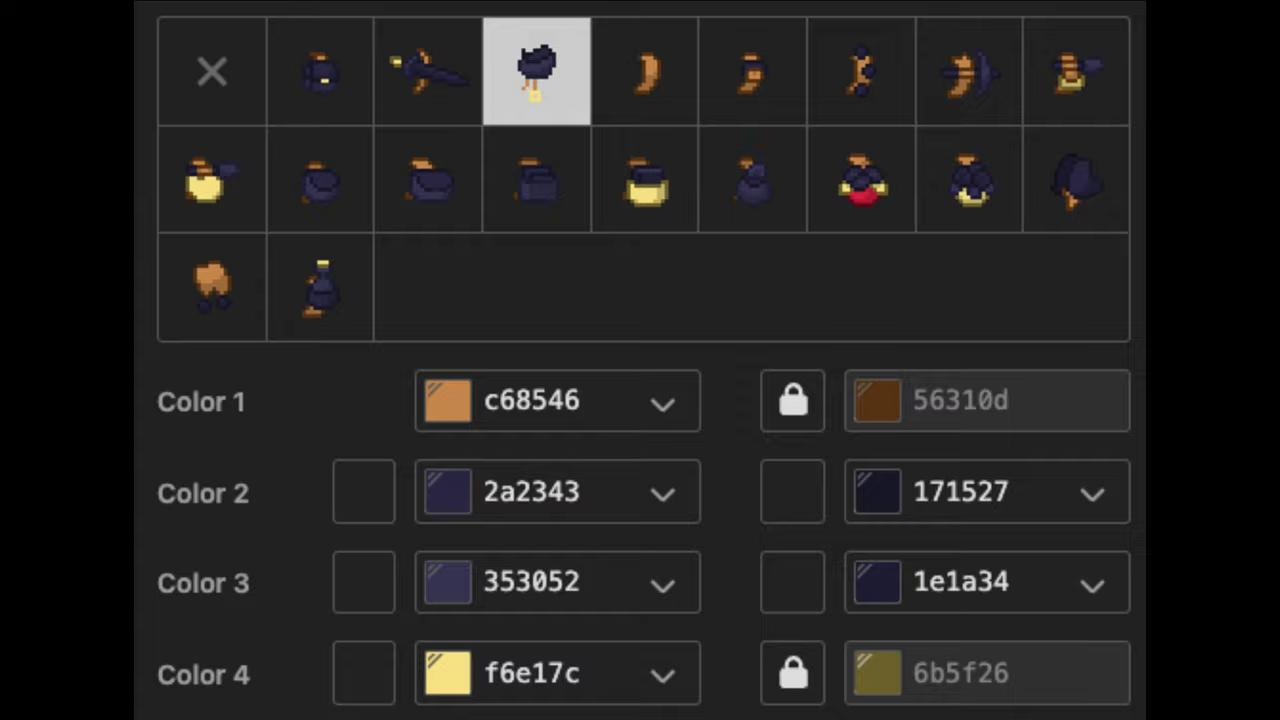 Color 1 c68546 56310d
Color 2 2a2343 171527
Color 3 353052 1e1a34
Color 4 f6e17c 6b5f26